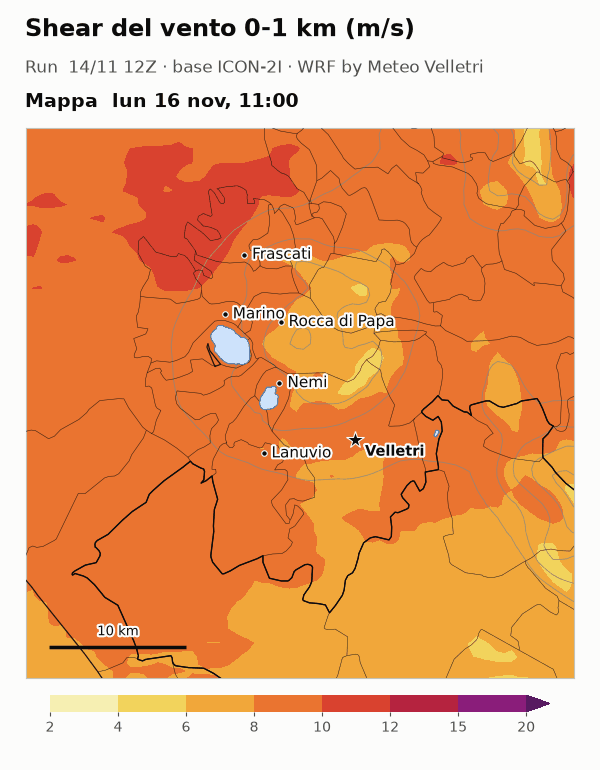 Shear del vento 0-1 km (m/s)
Run  14/11 12Z · base ICON-2I · WRF by Meteo Velletri
Mappa  lun 16 nov, 11:00
Frascati
Marino
Rocca di Papa
Nemi
Velletri
Lanuvio
10 km
2 4 6 8 10 12 15 20